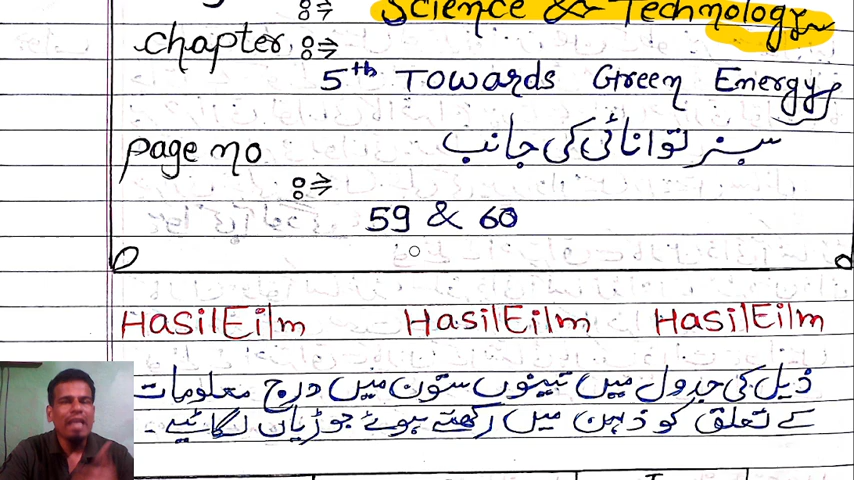 Science & Technology
chapter :⇒
5th Towards Green Energy
سبز توانائی کی جانب
page no :⇒
59 & 60
HasilEilm HasilEilm HasilEilm
ذیل کی جدول میں تینوں ستون میں درج معلومات
کے تعلق کو ذہن میں رکھتے ہوئے جوڑیاں لگائیے۔